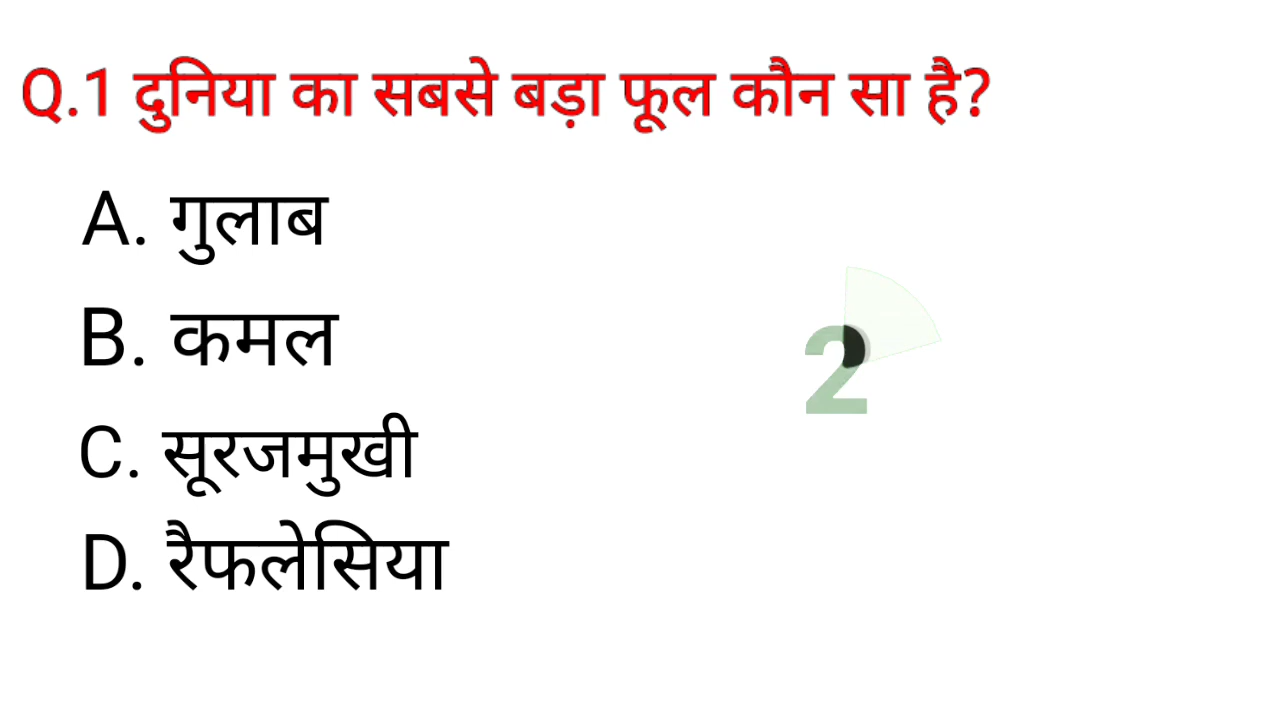 Q.1 दुनिया का सबसे बड़ा फूल कौन सा है?
A. गुलाब
B. कमल
2
C. सूरजमुखी
D. रैफलेसिया